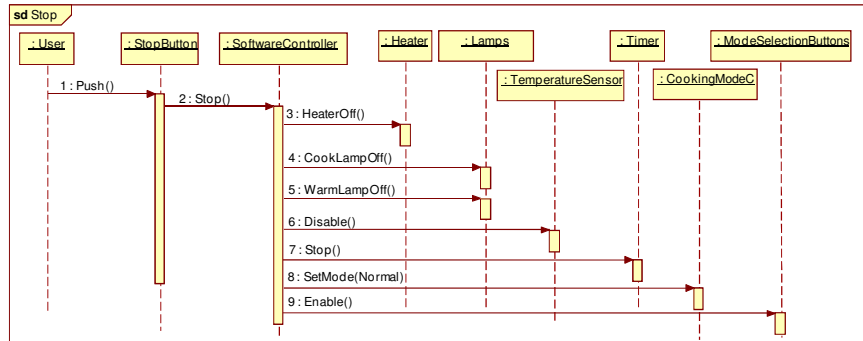 sd Stop
: User
: StopButton
: SoftwareController
: Heater
: Lamps
: Timer
: ModeSelectionButtons
: TemperatureSensor
: CookingModeC
1 : Push()
2 : Stop()
3 : HeaterOff()
4 : CookLampOff()
5 : WarmLampOff()
6 : Disable()
7 : Stop()
8 : SetMode(Normal)
9 : Enable()